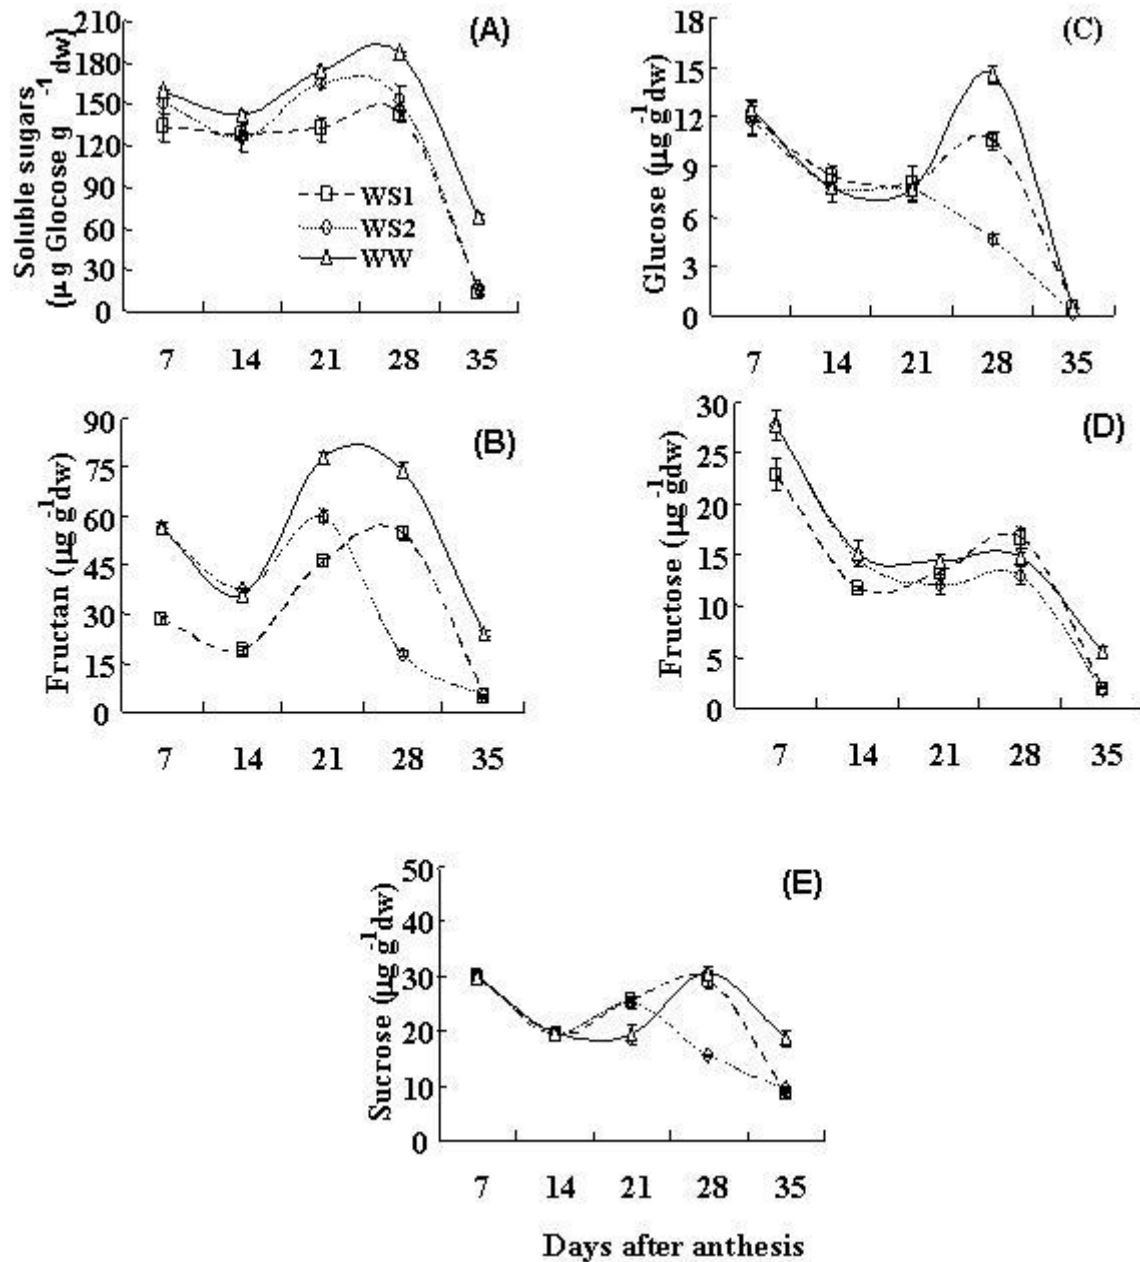 (A)
Soluble sugars
(µg Glocose g -1 dw)
210
180
150
120
90
60
30
0
WS1
WS2
WW
7 14 21 28 35
(C)
Glucose (µg g-1 dw)
18
15
12
9
6
3
0
7 14 21 28 35
(B)
Fructan (µg g-1 dw)
90
75
60
45
30
15
0
7 14 21 28 35
(D)
Fructose (µg -1 gdw)
30
25
20
15
10
5
0
7 14 21 28 35
(E)
Sucrose (µg g-1 dw)
50
40
30
20
10
0
7 14 21 28 35
Days after anthesis